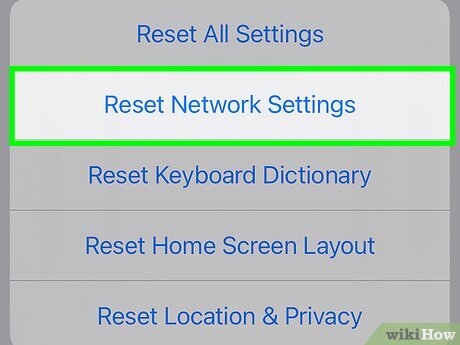 Reset All Settings
Reset Network Settings
Reset Keyboard Dictionary
Reset Home Screen Layout
Reset Location & Privacy
wikiHow